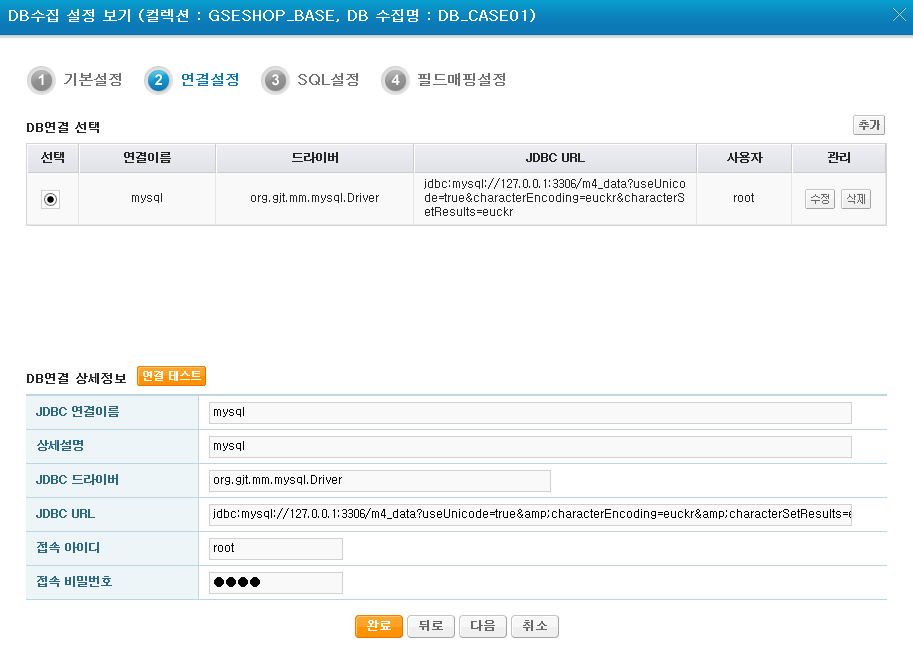 DB수집 설정 보기 (컬렉션 : GSESHOP_BASE, DB 수집명 : DB_CASE01)
1 기본설정 2 연결설정 3 SQL설정 4 필드매핑설정
DB연결 선택 추가
선택 연결이름 드라이버 JDBC URL 사용자 관리
jdbc:mysql://127.0.0.1:3306/m4_data?useUnico
mysql org.gjt.mm.mysql.Driver de=true&characterEncoding=euckr&characterS root 수정 삭제
etResults=euckr
DB연결 상세정보 연결 테스트
JDBC 연결이름 mysql
상세설명 mysql
JDBC 드라이버 org.gjt.mm.mysql.Driver
JDBC URL jdbc:mysql://127.0.0.1:3306/m4_data?useUnicode=true&amp;characterEncoding=euckr&amp;characterSetResults=e
접속 아이디 root
접속 비밀번호 ●●●●
완료 뒤로 다음 취소